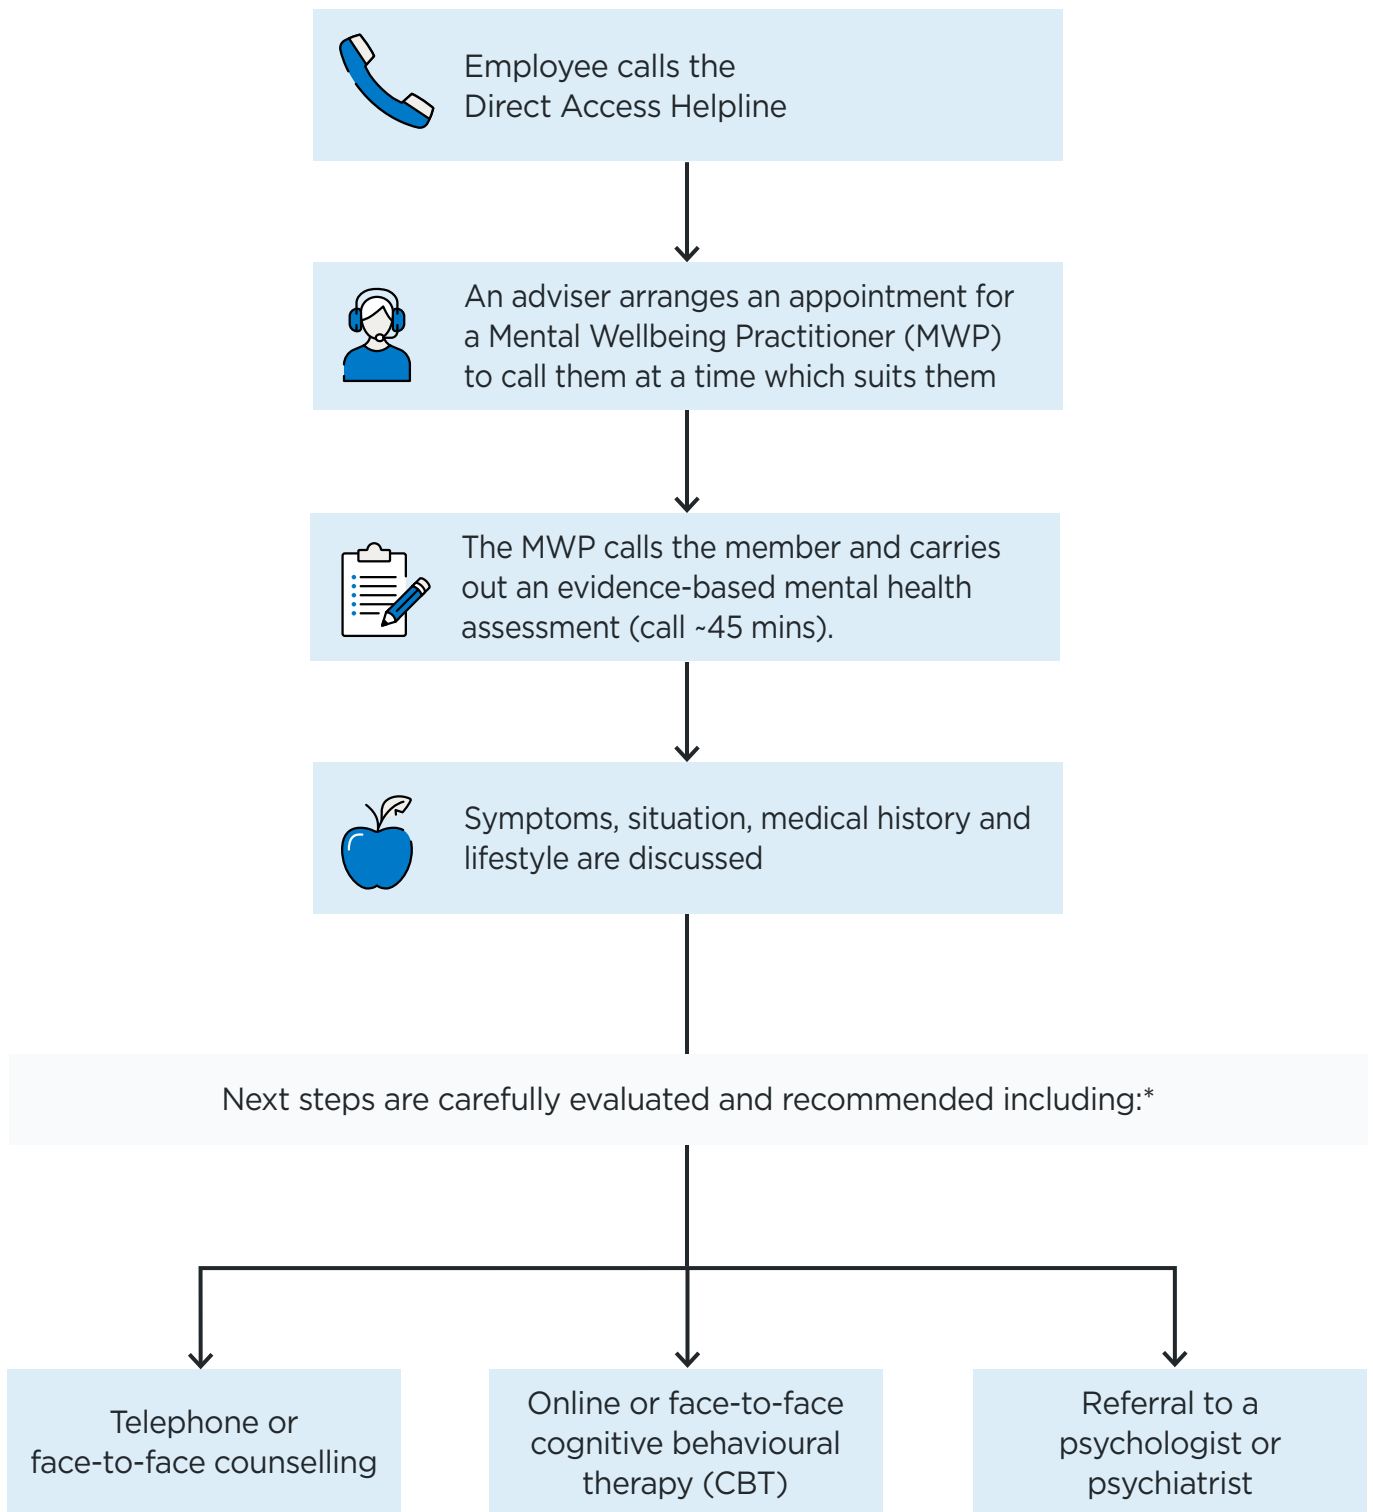 Employee calls the
Direct Access Helpline
An adviser arranges an appointment for
a Mental Wellbeing Practitioner (MWP)
to call them at a time which suits them
The MWP calls the member and carries
out an evidence-based mental health
assessment (call ~45 mins).
Symptoms, situation, medical history and
lifestyle are discussed
Next steps are carefully evaluated and recommended including:*
Telephone or
face-to-face counselling
Online or face-to-face
cognitive behavioural
therapy (CBT)
Referral to a
psychologist or
psychiatrist